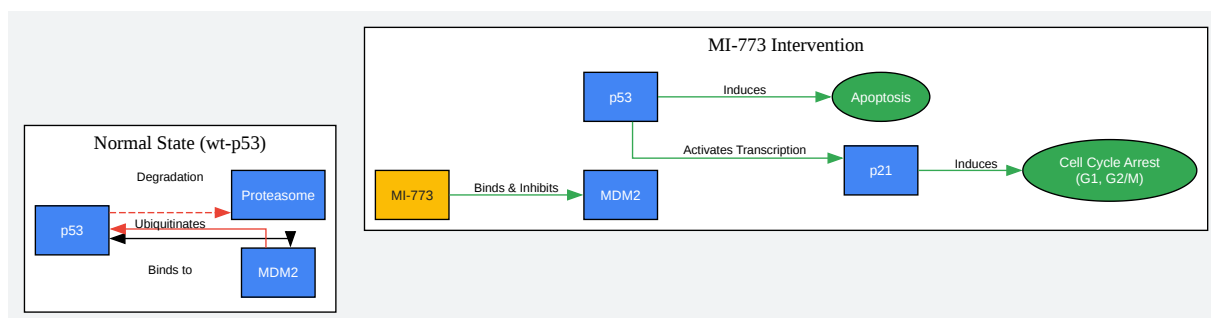 Normal State (wt-p53)
Degradation
Proteasome
p53
Ubiquitinates
Binds to
MDM2
MI-773 Intervention
p53
Induces
Apoptosis
Activates Transcription
p21
Induces
Cell Cycle Arrest
(G1, G2/M)
MI-773
Binds & Inhibits
MDM2